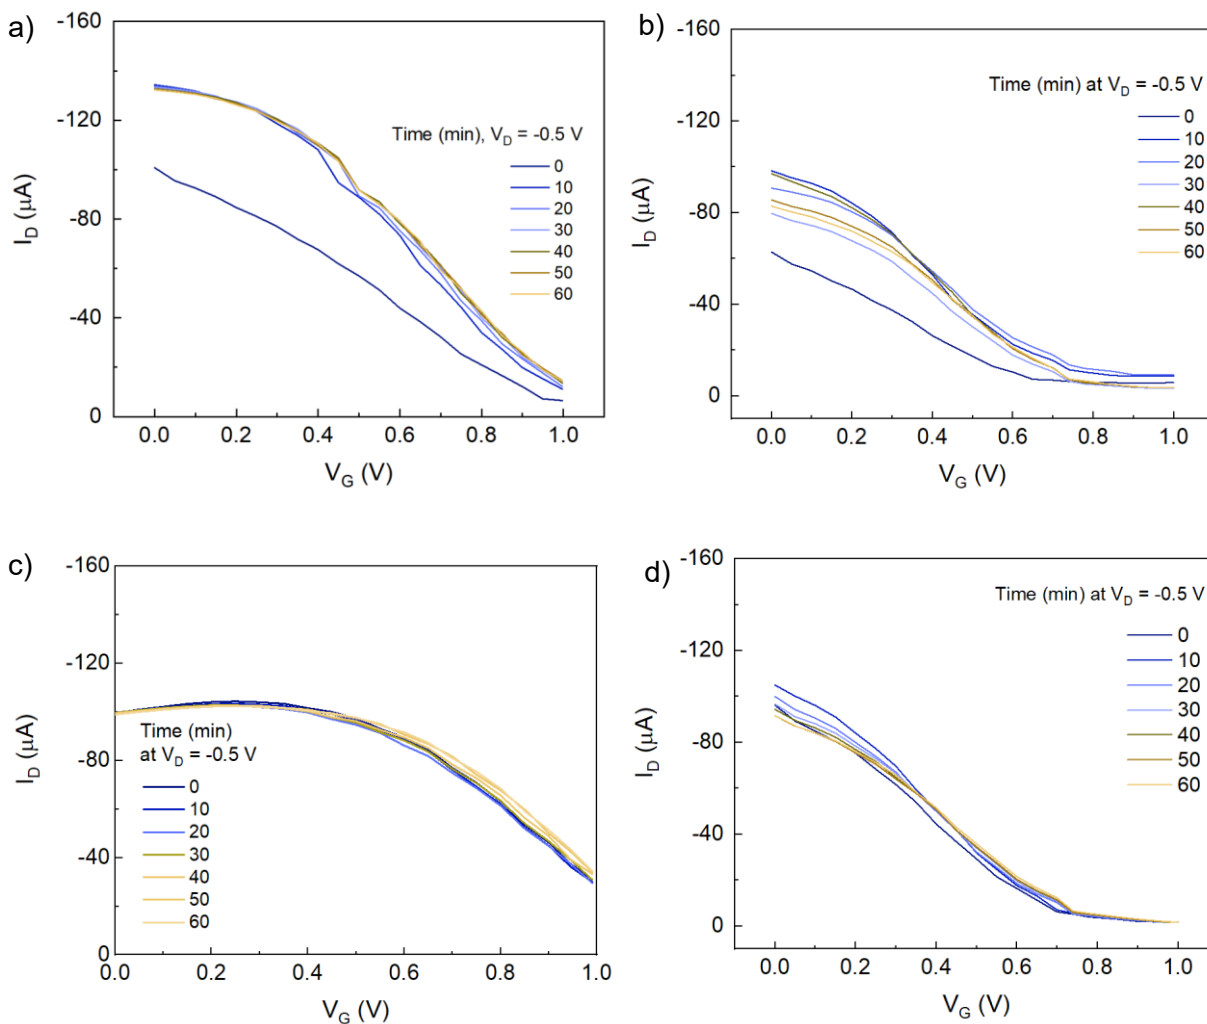 a)
-160
-120
-80
-40
0
I_D (μA)
Time (min), V_D = -0.5 V
0
10
20
30
40
50
60
0.0 0.2 0.4 0.6 0.8 1.0
V_G (V)
b)
-160
-120
-80
-40
0
I_D (μA)
Time (min) at V_D = -0.5 V
0
10
20
30
40
50
60
0.0 0.2 0.4 0.6 0.8 1.0
V_G (V)
c)
-160
-120
-80
-40
0
I_D (μA)
Time (min)
at V_D = -0.5 V
0
10
20
30
40
50
60
0.0 0.2 0.4 0.6 0.8 1.0
V_G (V)
d)
-160
-120
-80
-40
0
I_D (μA)
Time (min) at V_D = -0.5 V
0
10
20
30
40
50
60
0.0 0.2 0.4 0.6 0.8 1.0
V_G (V)